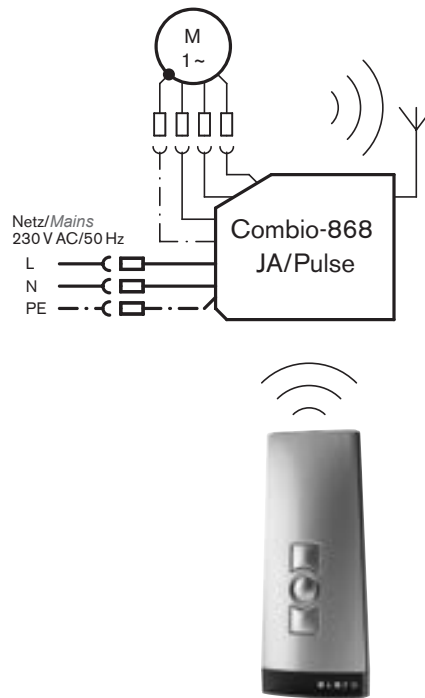 M
1~
Netz/Mains
230 V AC/50 Hz
L
N
PE
Combio-868
JA/Pulse